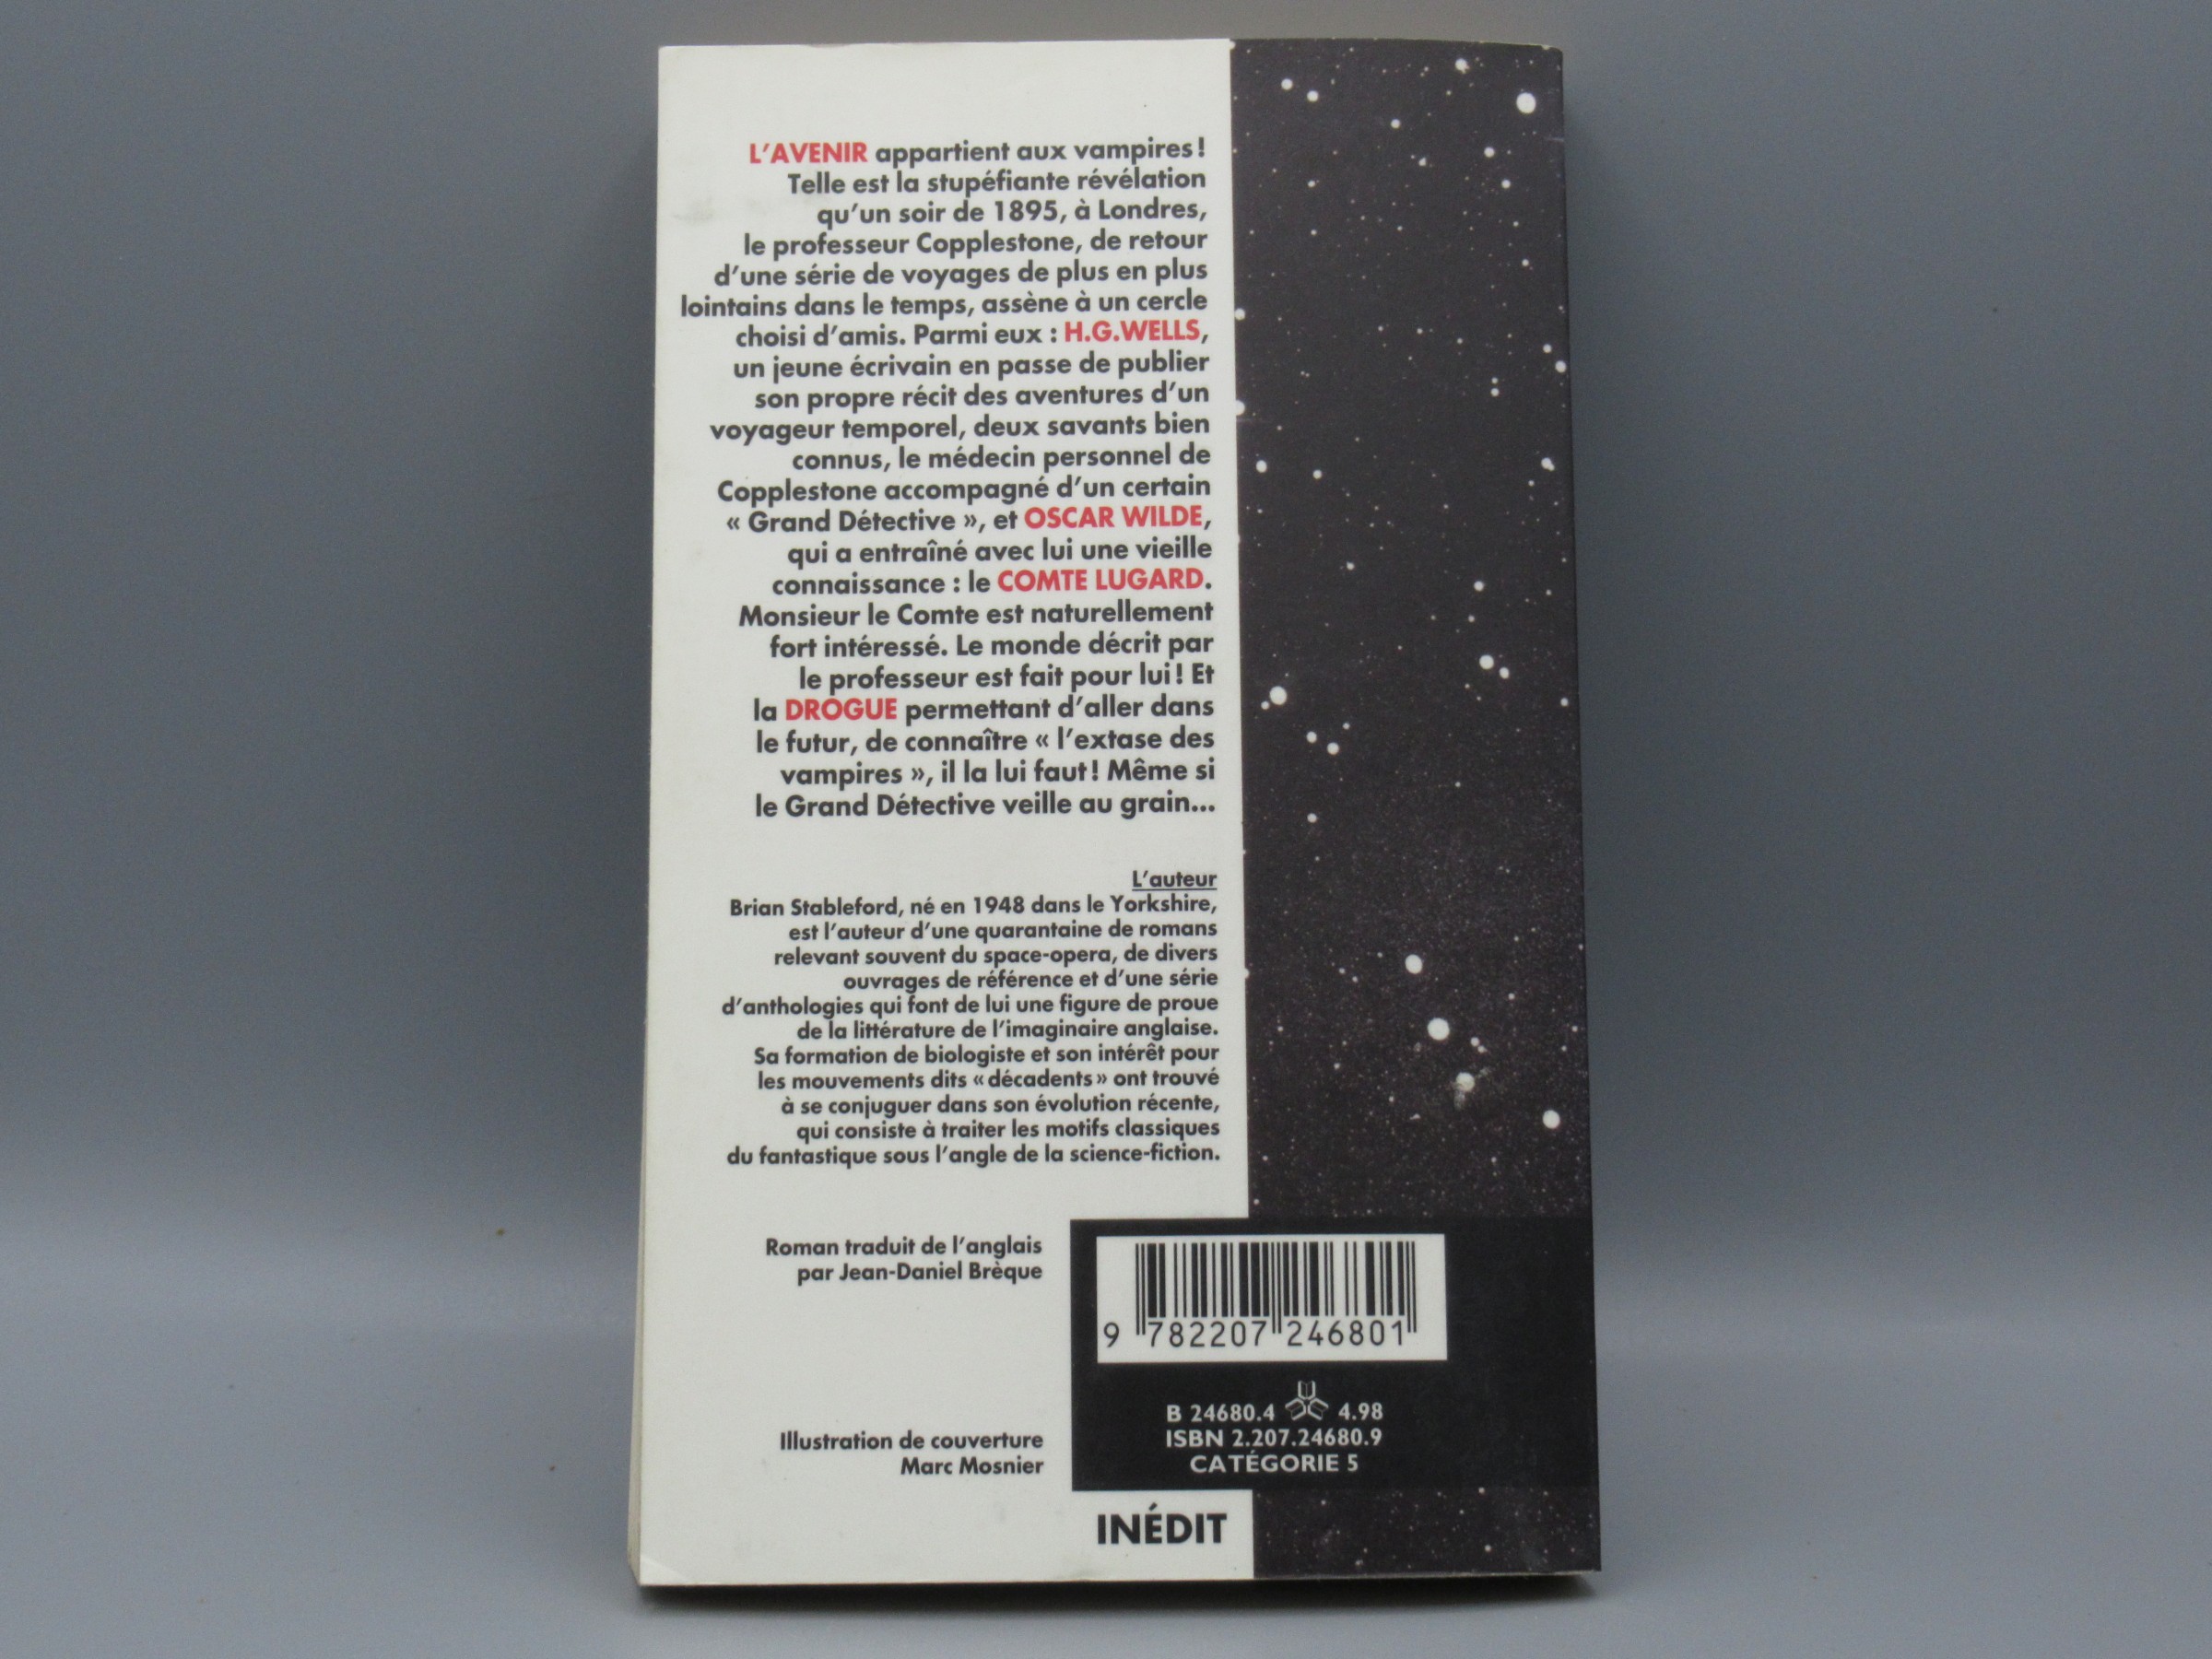 L'AVENIR appartient aux vampires !
Telle est la stupéfiante révélation
qu'un soir de 1895, à Londres,
le professeur Copplestone, de retour
d'une série de voyages de plus en plus
lointains dans le temps, assène à un cercle
choisi d'amis. Parmi eux : H.G.WELLS,
un jeune écrivain en passe de publier
son propre récit des aventures d'un
voyageur temporel, deux savants bien
connus, le médecin personnel de
Copplestone accompagné d'un certain
« Grand Détective », et OSCAR WILDE,
qui a entraîné avec lui une vieille
connaissance : le COMTE LUGARD.
Monsieur le Comte est naturellement
fort intéressé. Le monde décrit par
le professeur est fait pour lui ! Et
la DROGUE permettant d'aller dans
le futur, de connaître « l'extase des
vampires », il la lui faut ! Même si
le Grand Détective veille au grain...
L'auteur
Brian Stableford, né en 1948 dans le Yorkshire,
est l'auteur d'une quarantaine de romans
relevant souvent du space-opera, de divers
ouvrages de référence et d'une série
d'anthologies qui font de lui une figure de proue
de la littérature de l'imaginaire anglaise.
Sa formation de biologiste et son intérêt pour
les mouvements dits « décadents » ont trouvé
à se conjuguer dans son évolution récente,
qui consiste à traiter les motifs classiques
du fantastique sous l'angle de la science-fiction.
Roman traduit de l'anglais
par Jean-Daniel Brèque
9 782207 246801
B 24680.4 4.98
ISBN 2.207.24680.9
CATÉGORIE 5
Illustration de couverture
Marc Mosnier
INÉDIT